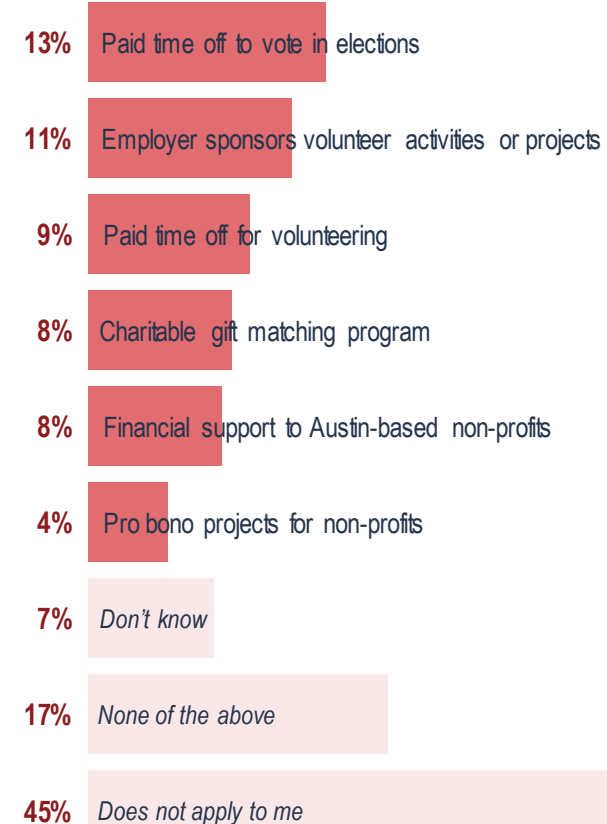 13% Paid time off to vote in elections
11% Employer sponsors volunteer activities or projects
9% Paid time off for volunteering
8% Charitable gift matching program
8% Financial support to Austin-based non-profits
4% Pro bono projects for non-profits
7% Don't know
17% None of the above
45% Does not apply to me